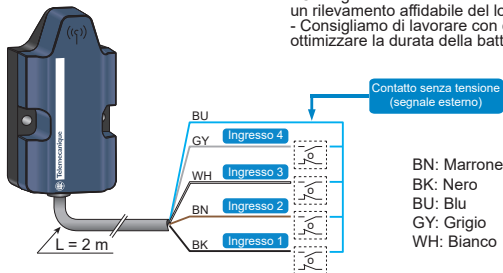 un rilevamento affidabile del lo
- Consigliamo di lavorare con
ottimizzare la durata della batt
Contatto senza tensione
(segnale esterno)
BU
GY
Ingresso 4
WH
Ingresso 3
BN
Ingresso 2
BK
Ingresso 1
BN: Marrone
BK: Nero
BU: Blu
GY: Grigio
WH: Bianco
Telemecanique
L = 2 m